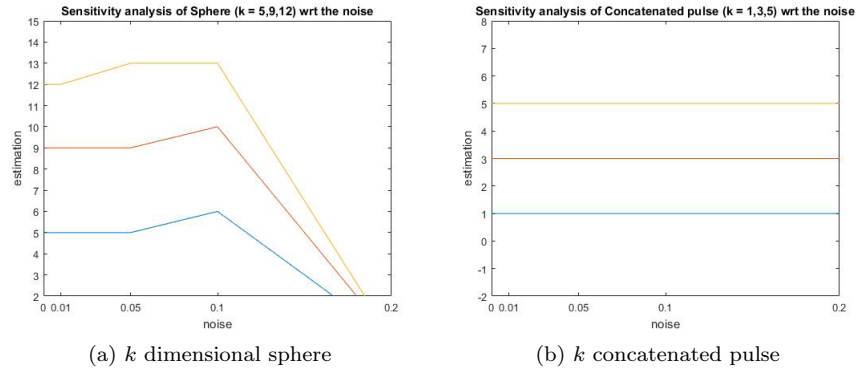 Sensitivity analysis of Sphere (k = 5,9,12) wrt the noise
15
14
13
12
11
10
9
8
7
6
5
4
3
2
estimation
0 0.01 0.05 0.1 0.2
noise
(a) k dimensional sphere
Sensitivity analysis of Concatenated pulse (k = 1,3,5) wrt the noise
8
7
6
5
4
3
2
1
0
-1
-2
estimation
0 0.01 0.05 0.1 0.2
noise
(b) k concatenated pulse